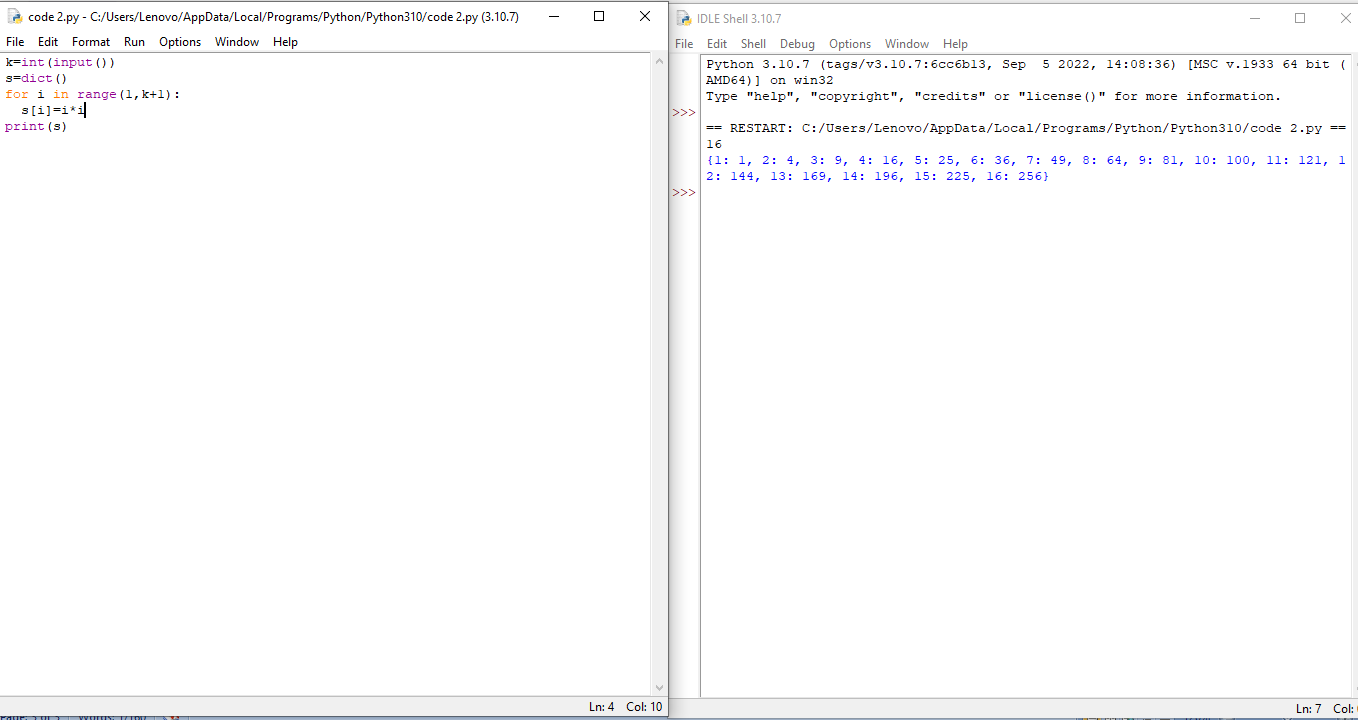 code 2.py - C:/Users/Lenovo/AppData/Local/Programs/Python/Python310/code 2.py (3.10.7)
File Edit Format Run Options Window Help
k=int(input())
s=dict()
for i in range(1,k+1):
  s[i]=i*i
print(s)
Ln: 4 Col: 10
IDLE Shell 3.10.7
File Edit Shell Debug Options Window Help
Python 3.10.7 (tags/v3.10.7:6cc6b13, Sep  5 2022, 14:08:36) [MSC v.1933 64 bit (
AMD64)] on win32
Type "help", "copyright", "credits" or "license()" for more information.
>>>
== RESTART: C:/Users/Lenovo/AppData/Local/Programs/Python/Python310/code 2.py ==
16
{1: 1, 2: 4, 3: 9, 4: 16, 5: 25, 6: 36, 7: 49, 8: 64, 9: 81, 10: 100, 11: 121, 1
2: 144, 13: 169, 14: 196, 15: 225, 16: 256}
>>>
Ln: 7 Col: